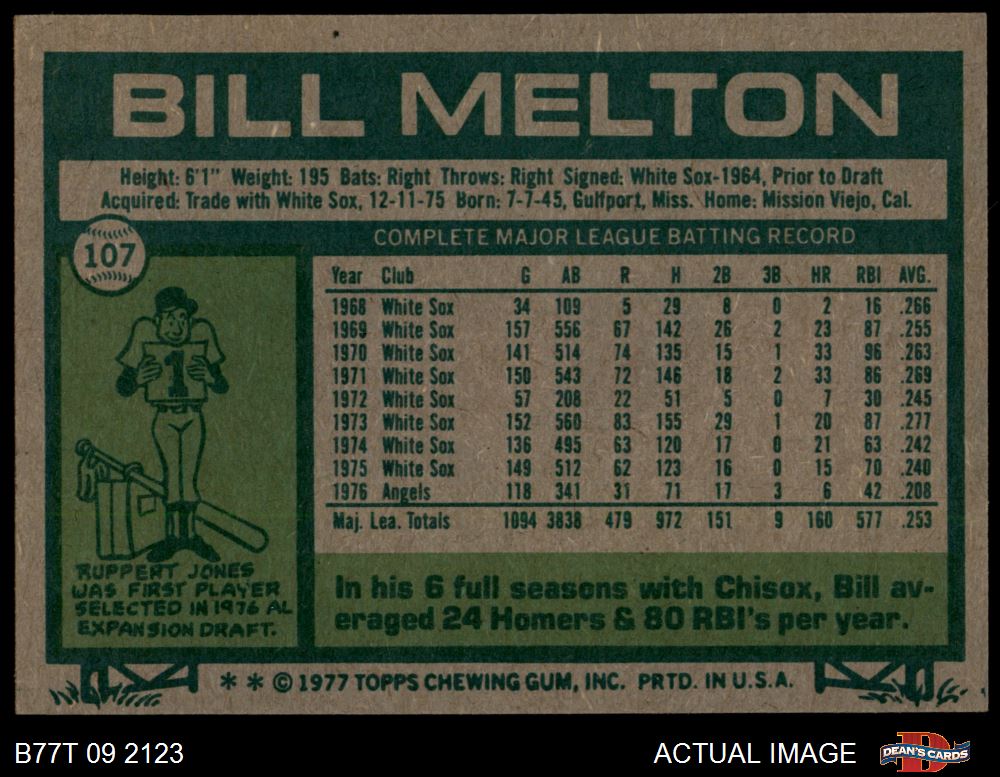 BILL MELTON
Height: 6'1" Weight: 195 Bats: Right Throws: Right Signed: White Sox-1964, Prior to Draft
Acquired: Trade with White Sox, 12-11-75 Born: 7-7-45, Gulfport, Miss. Home: Mission Viejo, Cal.
107
COMPLETE MAJOR LEAGUE BATTING RECORD
Year Club G AB R H 2B 3B HR RBI AVG.
1968 White Sox 34 109 5 29 8 0 2 16 .266
1969 White Sox 157 556 67 142 26 2 23 87 .255
1970 White Sox 141 514 74 135 15 1 33 96 .263
1971 White Sox 150 543 72 146 18 2 33 86 .269
1972 White Sox 57 208 22 51 5 0 7 30 .245
1973 White Sox 152 560 83 155 29 1 20 87 .277
1974 White Sox 136 495 63 120 17 0 21 63 .242
1975 White Sox 149 512 62 123 16 0 15 70 .240
1976 Angels 118 341 31 71 17 3 6 42 .208
Maj. Lea. Totals 1094 3838 479 972 151 9 160 577 .253
1
RUPPERT JONES
WAS FIRST PLAYER
SELECTED IN 1976 AL
EXPANSION DRAFT.
In his 6 full seasons with Chisox, Bill av-
eraged 24 Homers & 80 RBI's per year.
* * © 1977 TOPPS CHEWING GUM, INC. PRTD. IN U.S.A.
B77T 09 2123
ACTUAL IMAGE
D
DEAN'S CARDS